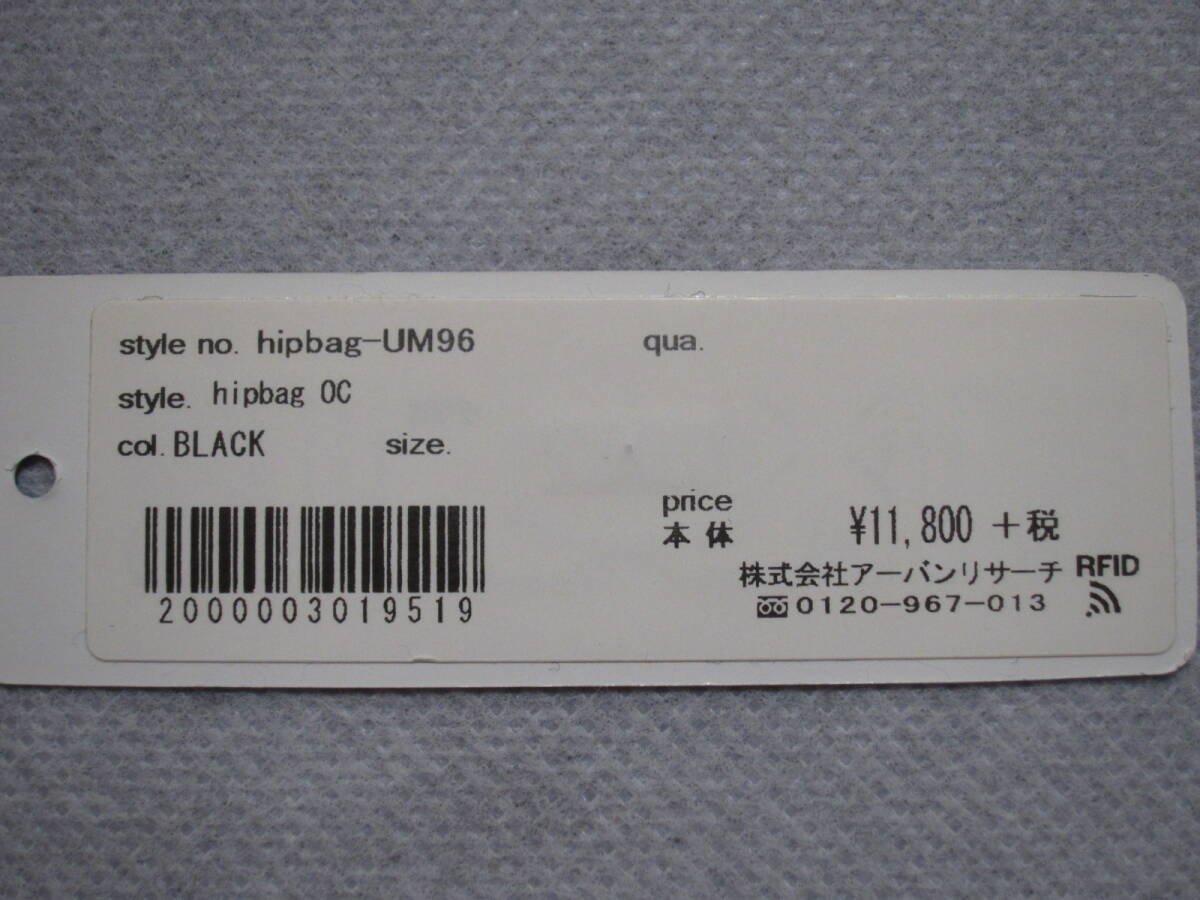 style no. hipbag-UM96 qua.
style. hipbag OC
col. BLACK size.
price
本体 ¥11,800 +税
株式会社アーバンリサーチ RFID
0120-967-013
2000003019519